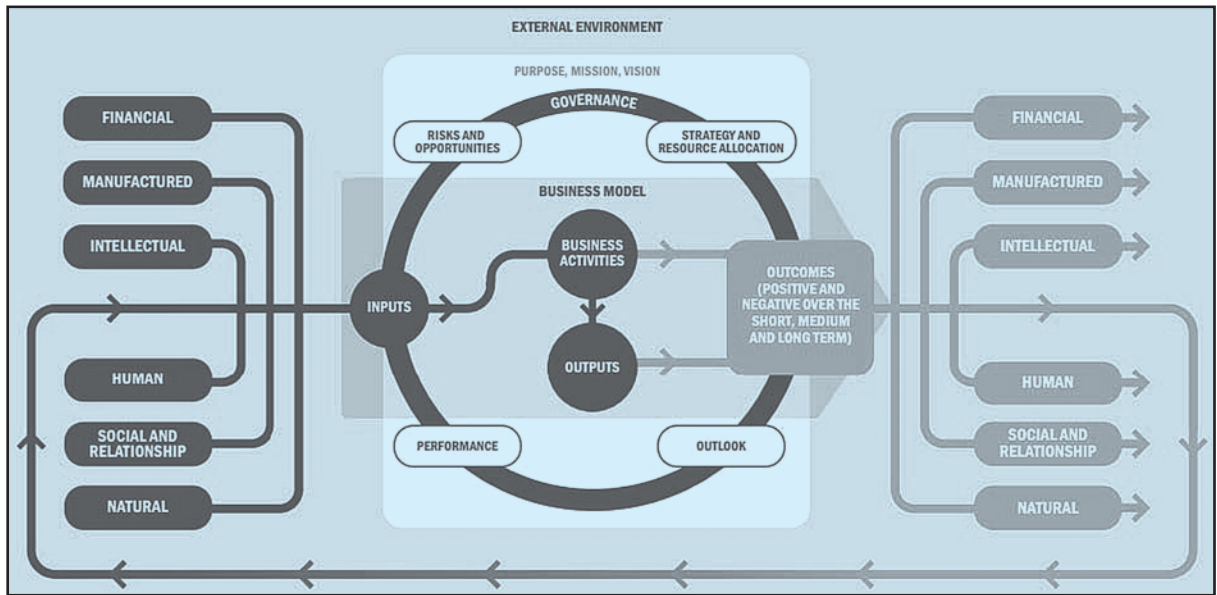 EXTERNAL ENVIRONMENT
PURPOSE, MISSION, VISION
GOVERNANCE
FINANCIAL
MANUFACTURED
INTELLECTUAL
HUMAN
SOCIAL AND
RELATIONSHIP
NATURAL
RISKS AND
OPPORTUNITIES
STRATEGY AND
RESOURCE ALLOCATION
BUSINESS MODEL
INPUTS
BUSINESS
ACTIVITIES
OUTPUTS
OUTCOMES
(POSITIVE AND
NEGATIVE OVER THE
SHORT, MEDIUM
AND LONG TERM)
PERFORMANCE
OUTLOOK
FINANCIAL
MANUFACTURED
INTELLECTUAL
HUMAN
SOCIAL AND
RELATIONSHIP
NATURAL